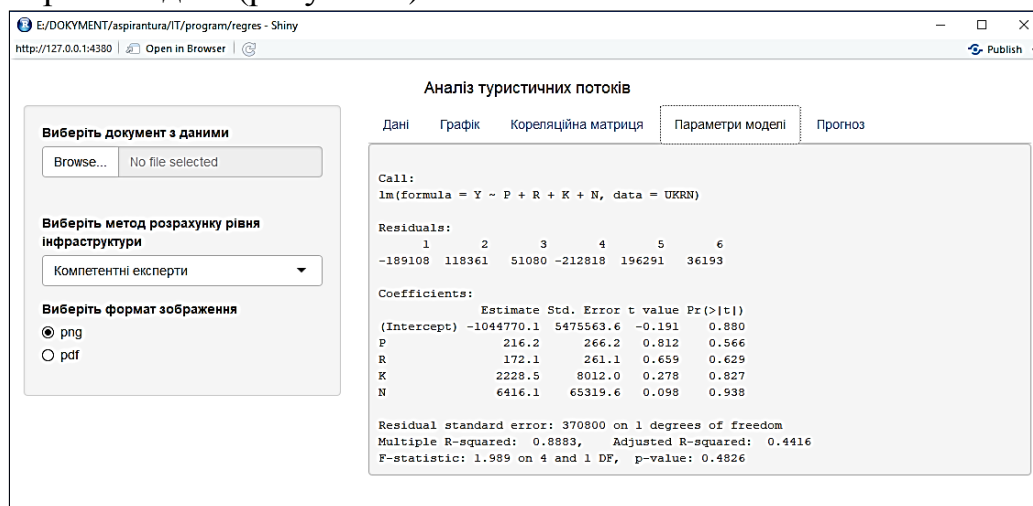 E:/DOKYMENT/aspirantura/IT/program/regres - Shiny
http://127.0.0.1:4380 Open in Browser Publish
Аналіз туристичних потоків
Виберіть документ з даними
Browse... No file selected
Виберіть метод розрахунку рівня
інфраструктури
Компетентні експерти
Виберіть формат зображення
png
pdf
Дані Графік Кореляційна матриця Параметри моделі Прогноз
Call:
lm(formula = Y ~ P + R + K + N, data = UKRN)
Residuals:
1 2 3 4 5 6
-189108 118361 51080 -212818 196291 36193
Coefficients:
Estimate Std. Error t value Pr(>|t|)
(Intercept) -1044770.1 5475563.6 -0.191 0.880
P 216.2 266.2 0.812 0.566
R 172.1 261.1 0.659 0.629
K 2228.5 8012.0 0.278 0.827
N 6416.1 65319.6 0.098 0.938
Residual standard error: 370800 on 1 degrees of freedom
Multiple R-squared: 0.8883, Adjusted R-squared: 0.4416
F-statistic: 1.989 on 4 and 1 DF, p-value: 0.4826